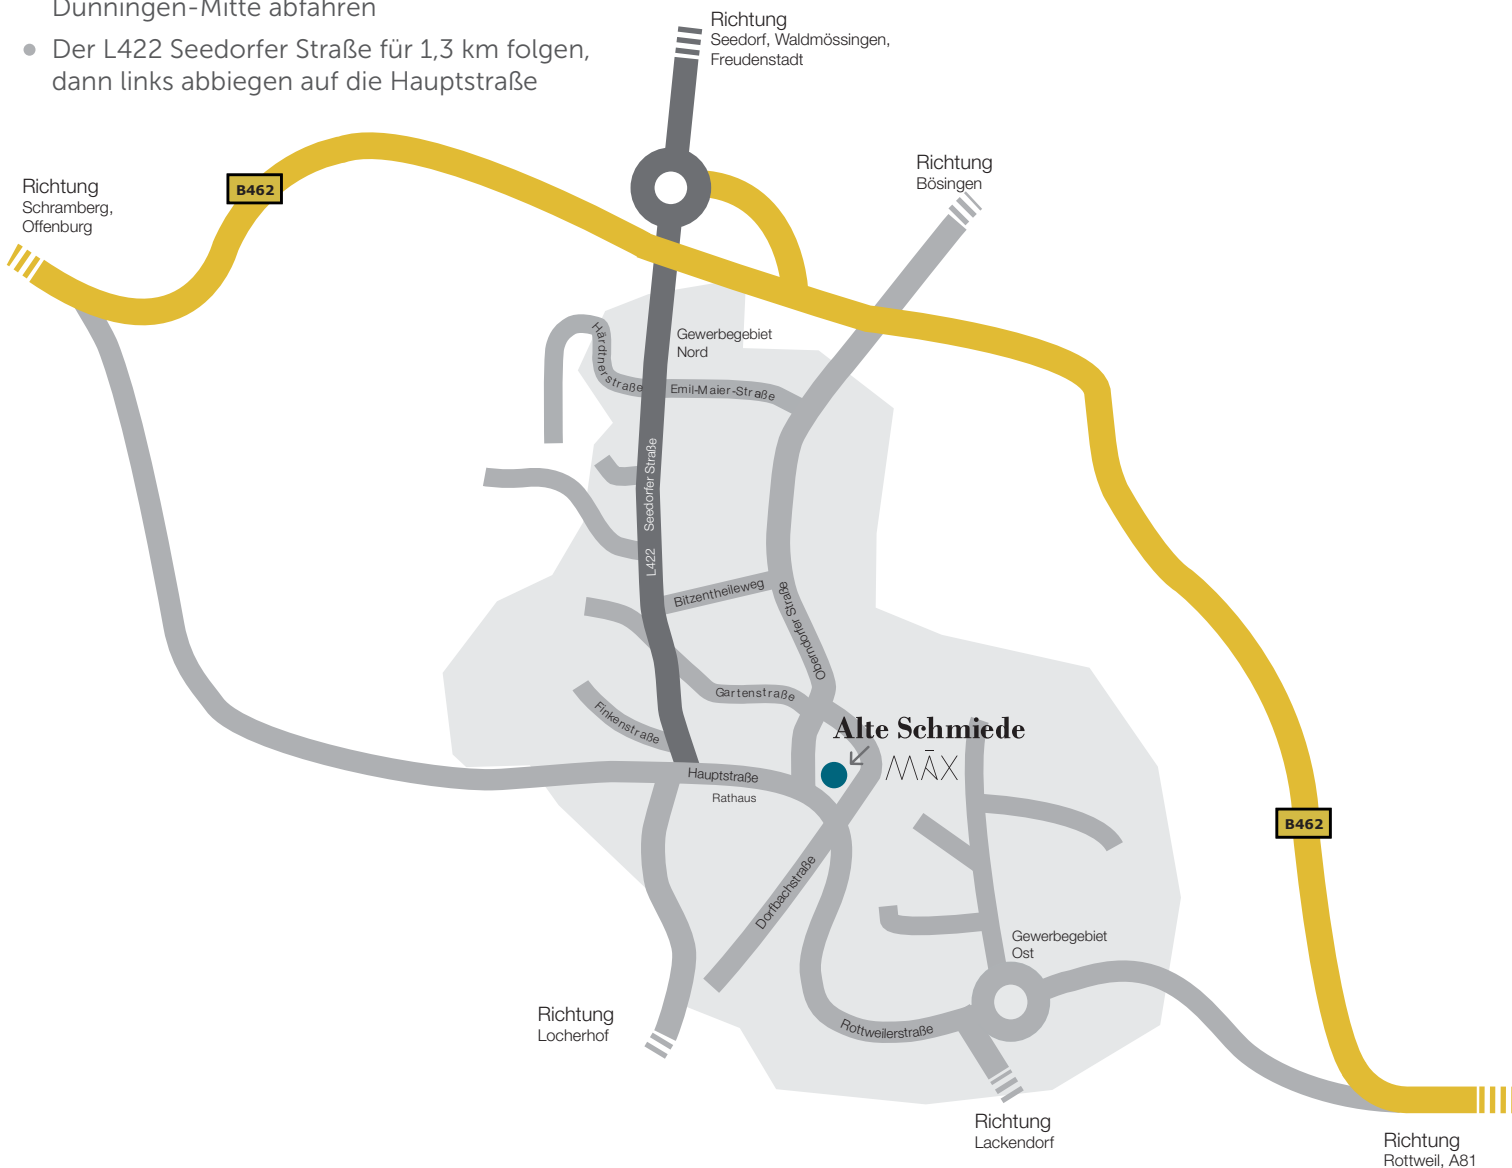 Dunningen-Mitte abfahren
• Der L422 Seedorfer Straße für 1,3 km folgen,
dann links abbiegen auf die Hauptstraße
Richtung
Seedorf, Waldmössingen,
Freudenstadt
Richtung
Bösingen
Richtung
Schramberg,
Offenburg
B462
Gewerbegebiet
Nord
Härdtnerstraße
Emil-Maier-Straße
L422 Seedorfer Straße
Bitzentheileweg
Oberndorfer Straße
Gartenstraße
Finkenstraße
Alte Schmiede
MĀX
Hauptstraße
Rathaus
B462
Dorfbachstraße
Gewerbegebiet
Ost
Richtung
Locherhof
Rottweilerstraße
Richtung
Lackendorf
Richtung
Rottweil, A81